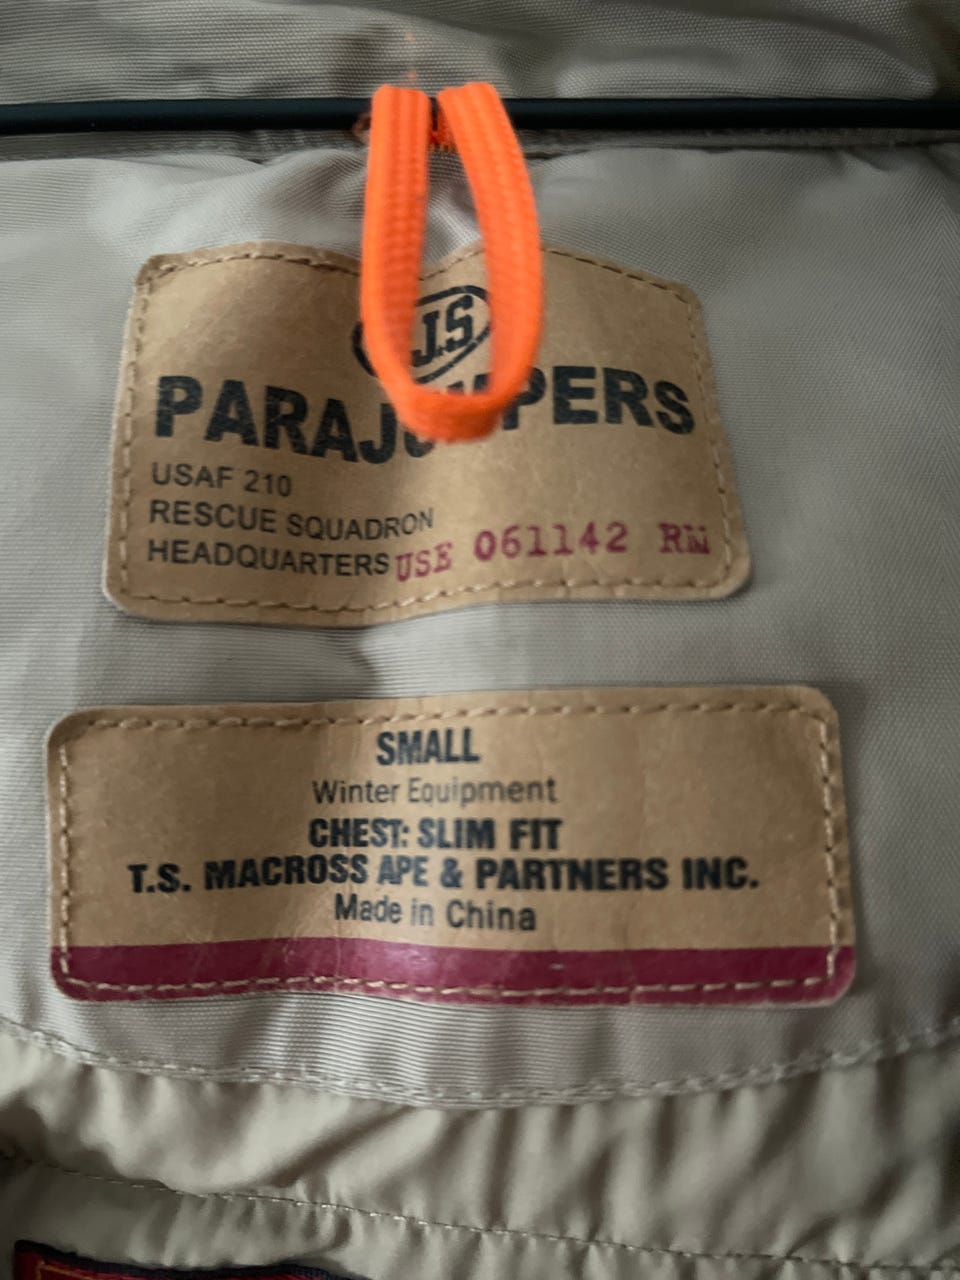 J.S
PARAJUMPERS
USAF 210
RESCUE SQUADRON
HEADQUARTERS USE 061142 RM
SMALL
Winter Equipment
CHEST: SLIM FIT
T.S. MACROSS APE & PARTNERS INC.
Made in China